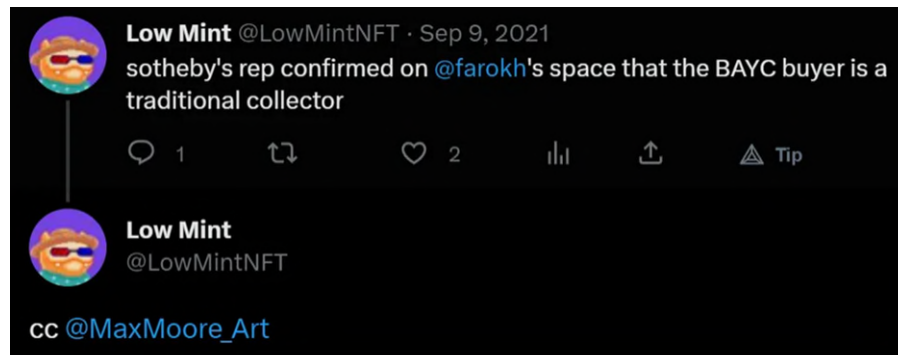 Low Mint @LowMintNFT · Sep 9, 2021
sotheby's rep confirmed on @farokh's space that the BAYC buyer is a
traditional collector
1 2 Tip
Low Mint
@LowMintNFT
cc @MaxMoore_Art